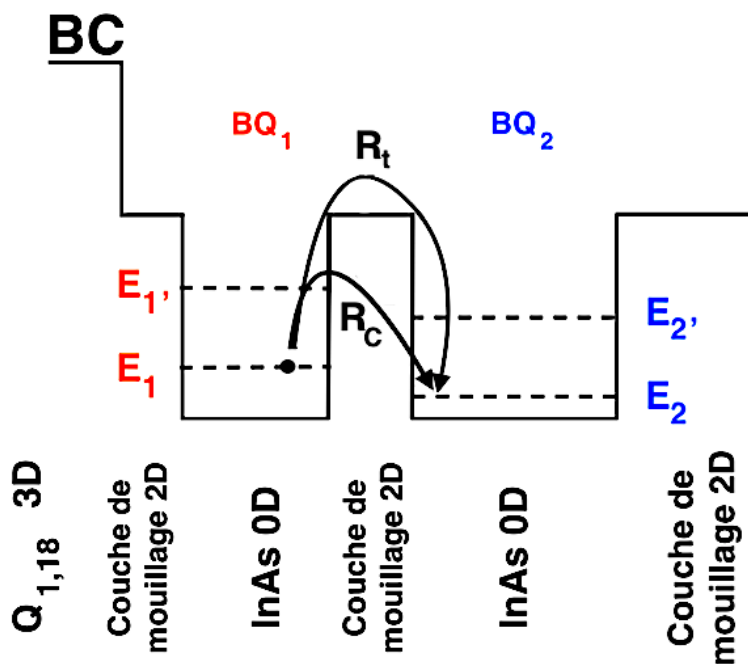 BC
BQ1
BQ2
Rt
E1'
RC
E2'
E1
E2
Q1,18 3D
Couche de
mouillage 2D
InAs 0D
Couche de
mouillage 2D
InAs 0D
Couche de
mouillage 2D